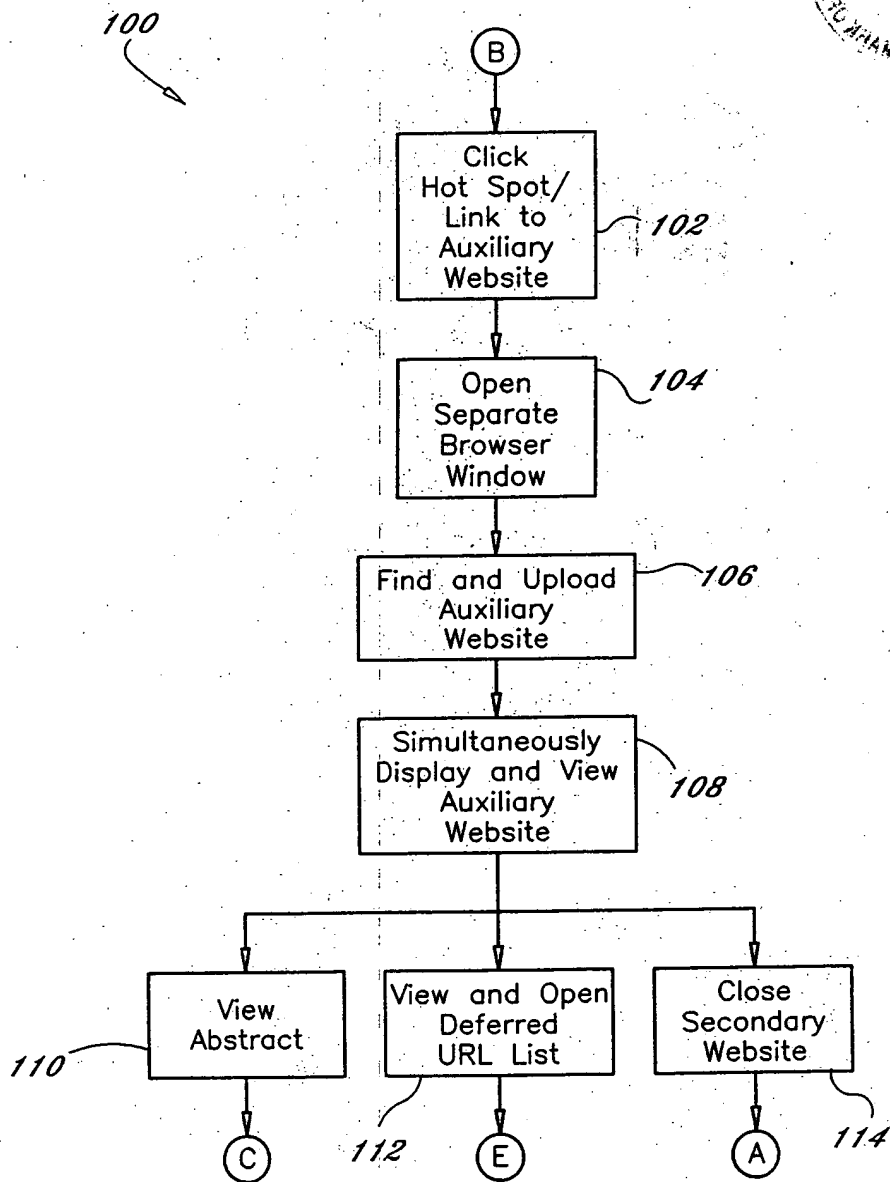 100
B
Click
Hot Spot/
Link to
Auxiliary
Website
102
Open
Separate
Browser
Window
104
Find and Upload
Auxiliary
Website
106
Simultaneously
Display and View
Auxiliary
Website
108
View
Abstract
110
View and Open
Deferred
URL List
112
Close
Secondary
Website
114
C
E
A